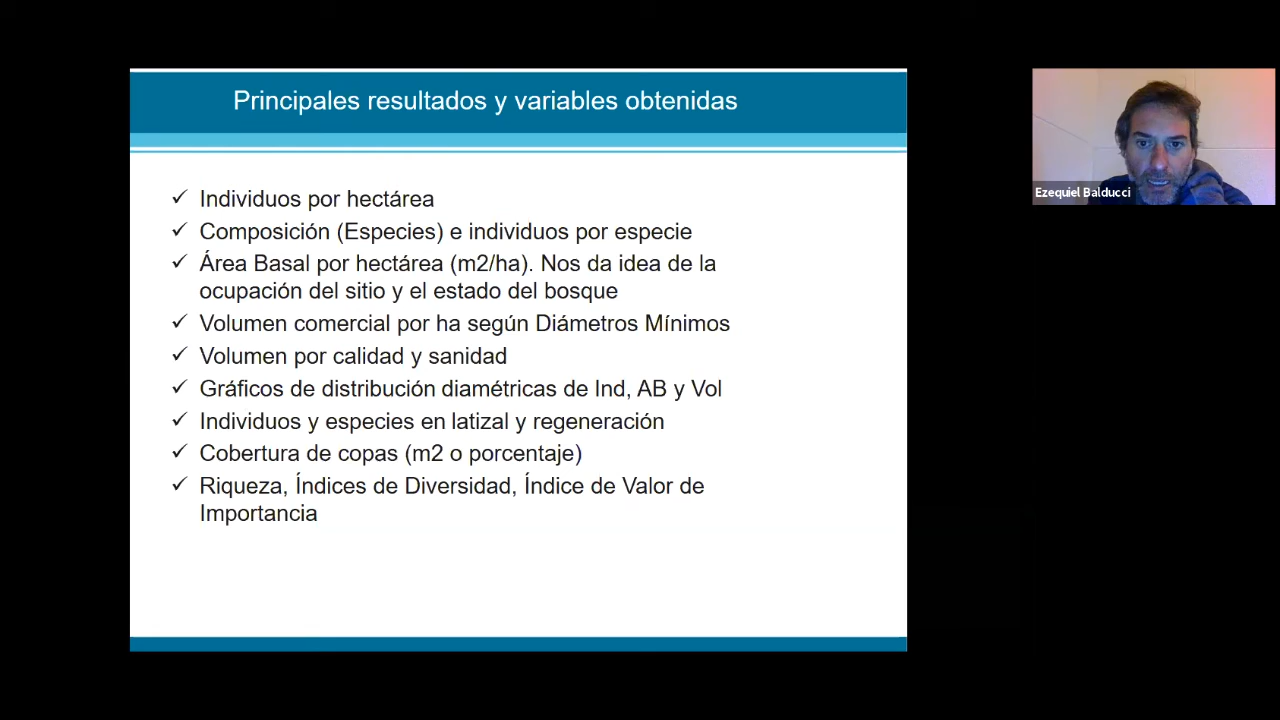 Principales resultados y variables obtenidas
✓ Individuos por hectárea
✓ Composición (Especies) e individuos por especie
✓ Área Basal por hectárea (m2/ha). Nos da idea de la
ocupación del sitio y el estado del bosque
✓ Volumen comercial por ha según Diámetros Mínimos
✓ Volumen por calidad y sanidad
✓ Gráficos de distribución diamétricas de Ind, AB y Vol
✓ Individuos y especies en latizal y regeneración
✓ Cobertura de copas (m2 o porcentaje)
✓ Riqueza, Índices de Diversidad, Índice de Valor de
Importancia
Ezequiel Balducci